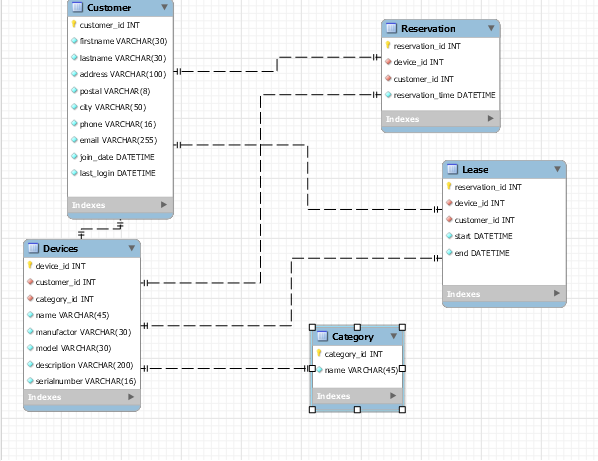 Customer
customer_id INT
firstname VARCHAR(30)
lastname VARCHAR(30)
address VARCHAR(100)
postal VARCHAR(8)
city VARCHAR(50)
phone VARCHAR(16)
email VARCHAR(255)
join_date DATETIME
last_login DATETIME
Indexes
Reservation
reservation_id INT
device_id INT
customer_id INT
reservation_time DATETIME
Indexes
Lease
reservation_id INT
device_id INT
customer_id INT
start DATETIME
end DATETIME
Indexes
Devices
device_id INT
customer_id INT
category_id INT
name VARCHAR(45)
manufactor VARCHAR(30)
model VARCHAR(30)
description VARCHAR(200)
serialnumber VARCHAR(16)
Indexes
Category
category_id INT
name VARCHAR(45)
Indexes